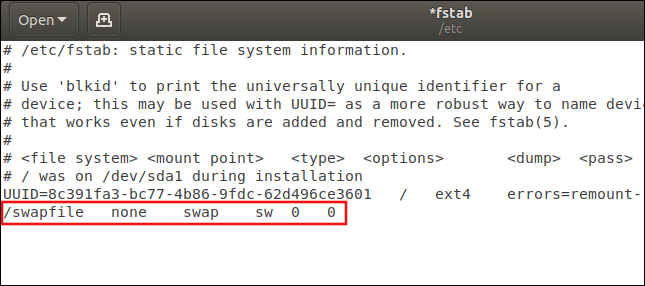 Open
*fstab
/etc
# /etc/fstab: static file system information.
#
# Use 'blkid' to print the universally unique identifier for a
# device; this may be used with UUID= as a more robust way to name devi
# that works even if disks are added and removed. See fstab(5).
#
# <file system> <mount point>   <type>  <options>       <dump>  <pass>
# / was on /dev/sda1 during installation
UUID=8c391fa3-bc77-4b86-9fdc-62d496ce3601   /   ext4    errors=remount-
/swapfile   none    swap    sw  0   0